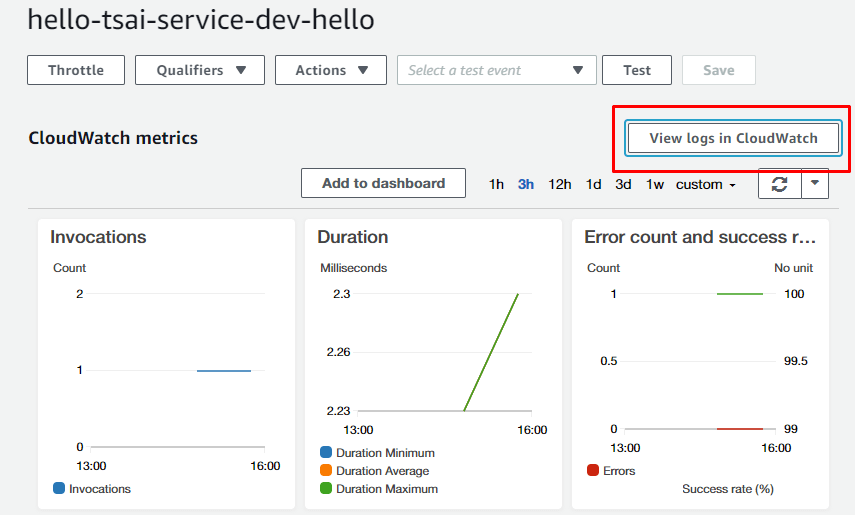 hello-tsai-service-dev-hello
Throttle Qualifiers Actions Select a test event Test Save
CloudWatch metrics View logs in CloudWatch
Add to dashboard 1h 3h 12h 1d 3d 1w custom
Invocations
Count
2
1
0
13:00 16:00
Invocations
Duration
Milliseconds
2.3
2.26
2.23
13:00 16:00
Duration Minimum
Duration Average
Duration Maximum
Error count and success r...
Count No unit
1 100
0.5 99.5
0 99
13:00 16:00
Errors
Success rate (%)